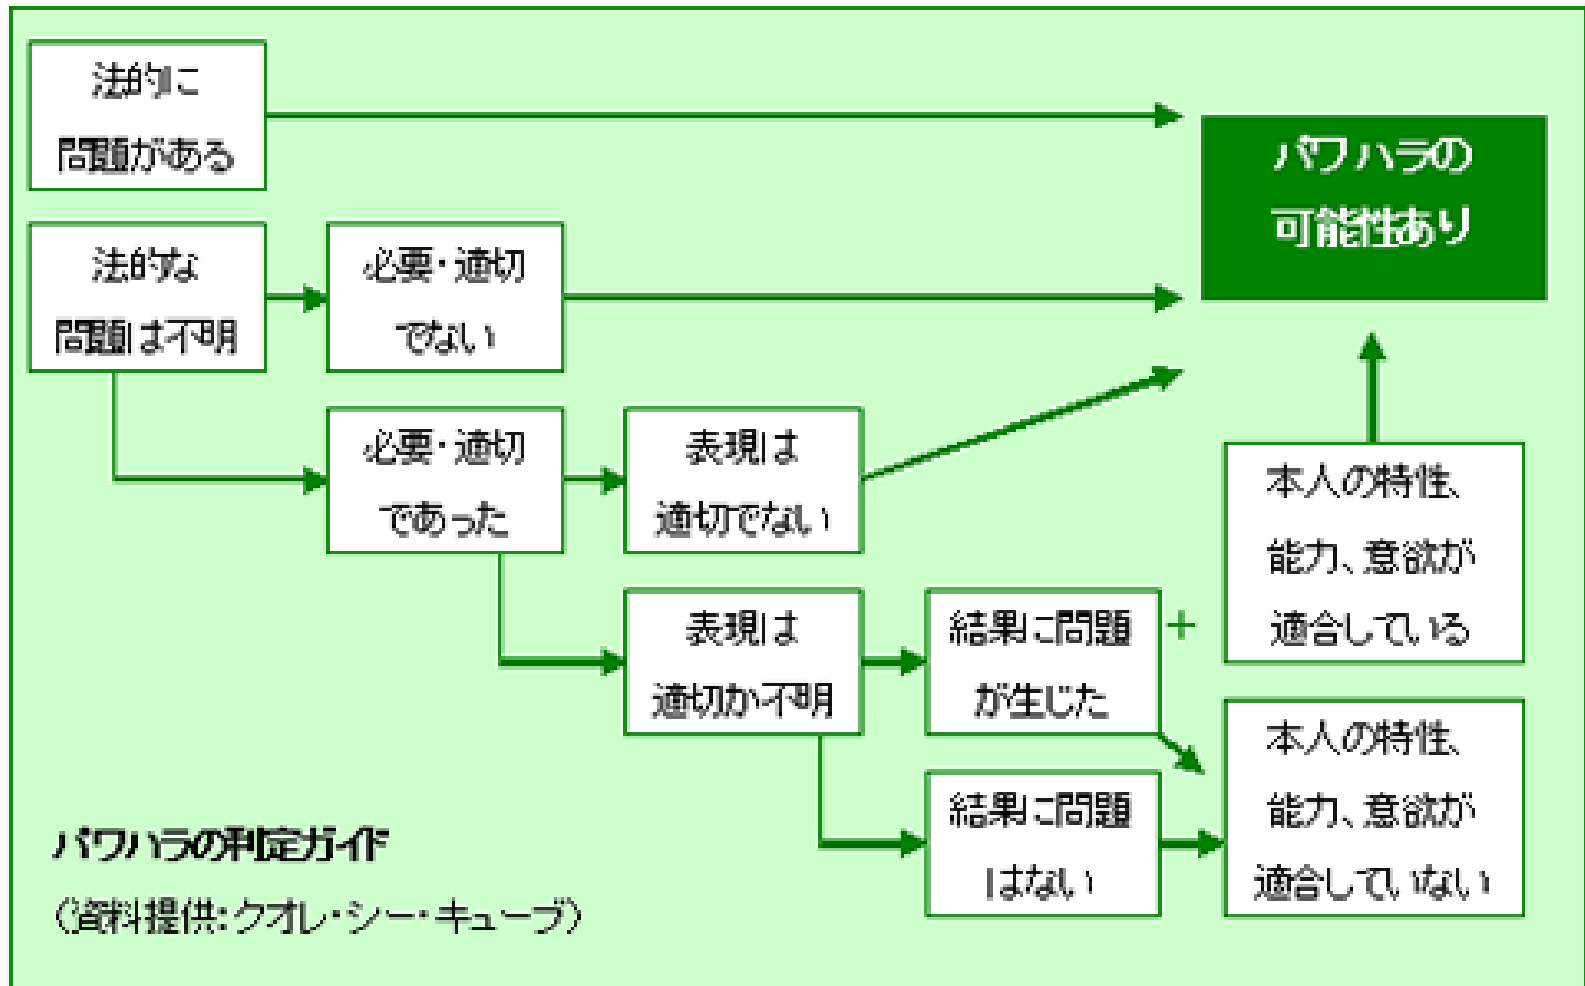 法的に
問題がある
パワハラの
可能性あり
法的な
問題は不明
必要・適切
でない
必要・適切
であった
表現は
適切でない
本人の特性、
能力、意欲が
適合している
表現は
適切か不明
結果に問題
が生じた
+
本人の特性、
能力、意欲が
適合していない
結果に問題
はない
パワハラの判定ガイド
(資料提供:クオレ・シー・キューブ)